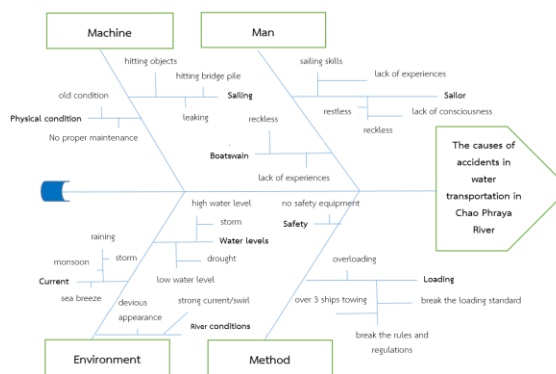 Machine
Man
hitting objects
hitting bridge pile
old condition
Sailing
Physical condition
leaking
No proper maintenance
sailing skills
lack of experiences
Sailor
restless
lack of consciousness
reckless
reckless
Boatswain
lack of experiences
The causes of
accidents in
water
transportation in
Chao Phraya
River
high water level
storm
Water levels
drought
low water level
raining
monsoon
storm
Current
sea breeze
devious
appearance
strong current/swirl
River conditions
no safety equipment
Safety
overloading
Loading
over 3 ships towing
break the loading standard
break the rules and
regulations
Environment
Method